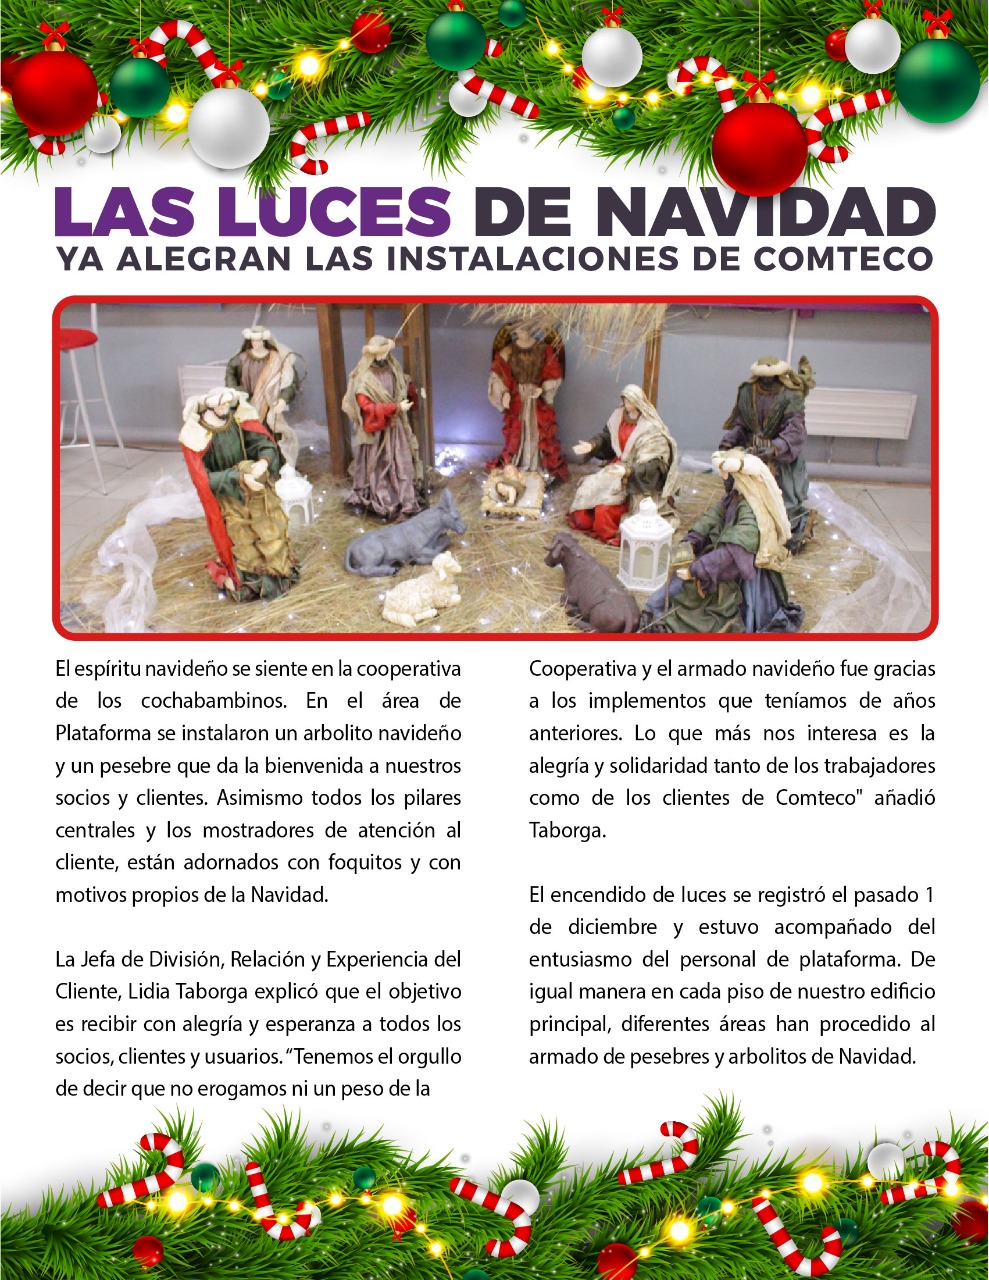 LAS LUCES DE NAVIDAD
YA ALEGRAN LAS INSTALACIONES DE COMTECO
El espíritu navideño se siente en la cooperativa
de los cochabambinos. En el área de
Plataforma se instalaron un arbolito navideño
y un pesebre que da la bienvenida a nuestros
socios y clientes. Asimismo todos los pilares
centrales y los mostradores de atención al
cliente, están adornados con foquitos y con
motivos propios de la Navidad.
La Jefa de División, Relación y Experiencia del
Cliente, Lidia Taborga explicó que el objetivo
es recibir con alegría y esperanza a todos los
socios, clientes y usuarios. “Tenemos el orgullo
de decir que no erogamos ni un peso de la
Cooperativa y el armado navideño fue gracias
a los implementos que teníamos de años
anteriores. Lo que más nos interesa es la
alegría y solidaridad tanto de los trabajadores
como de los clientes de Comteco" añadió
Taborga.
El encendido de luces se registró el pasado 1
de diciembre y estuvo acompañado del
entusiasmo del personal de plataforma. De
igual manera en cada piso de nuestro edificio
principal, diferentes áreas han procedido al
armado de pesebres y arbolitos de Navidad.